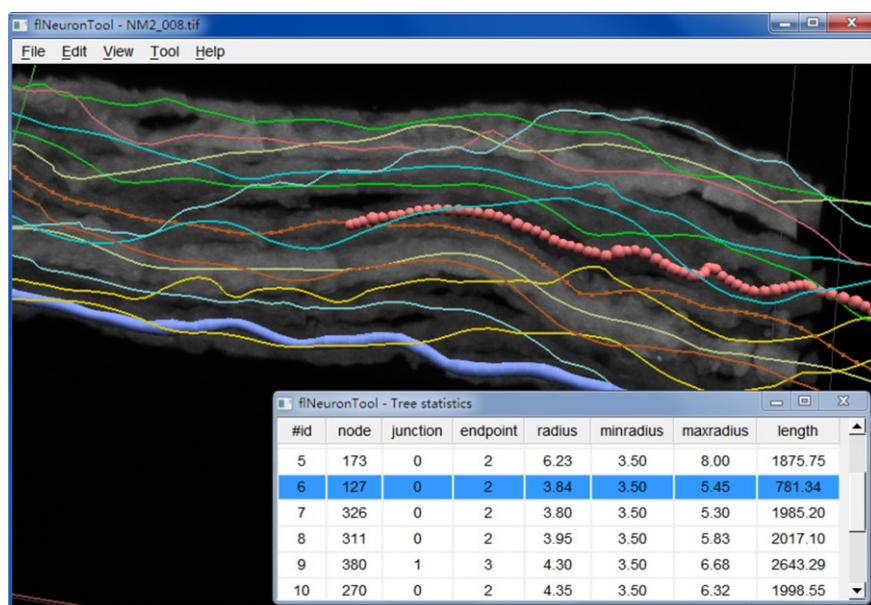 flNeuronTool - NM2_008.tif
File Edit View Tool Help
flNeuronTool - Tree statistics
#id node junction endpoint radius minradius maxradius length
5 173 0 2 6.23 3.50 8.00 1875.75
6 127 0 2 3.84 3.50 5.45 781.34
7 326 0 2 3.80 3.50 5.30 1985.20
8 311 0 2 3.95 3.50 5.83 2017.10
9 380 1 3 4.30 3.50 6.68 2643.29
10 270 0 2 4.35 3.50 6.32 1998.55